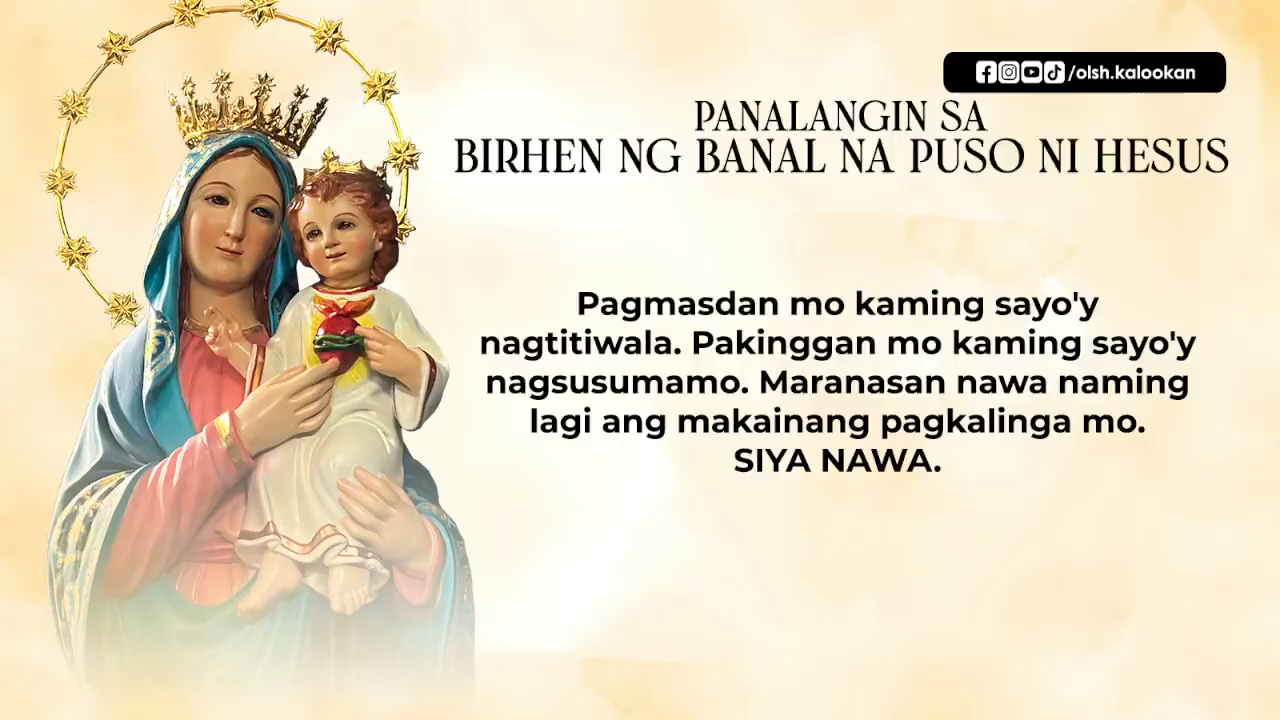 /olsh.kalookan
PANALANGIN SA
BIRHEN NG BANAL NA PUSO NI HESUS
Pagmasdan mo kaming sayo'y
nagtitiwala. Pakinggan mo kaming sayo'y
nagsusumamo. Maranasan nawa naming
lagi ang makainang pagkalinga mo.
SIYA NAWA.